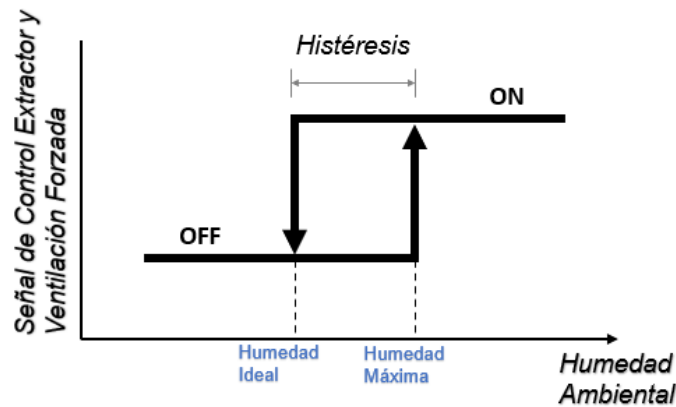 Histéresis
ON
Señal de Control Extractor y
Ventilación Forzada
OFF
Humedad
Ideal
Humedad
Máxima
Humedad
Ambiental